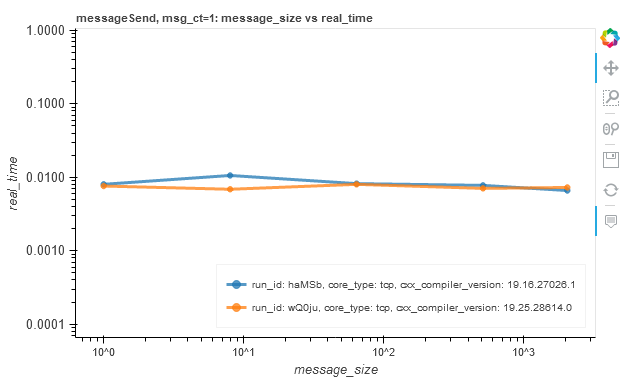 messageSend, msg_ct=1: message_size vs real_time
1.0000
0.1000
0.0100
0.0010
0.0001
real_time
run_id: haMSb, core_type: tcp, cxx_compiler_version: 19.16.27026.1
run_id: wQ0ju, core_type: tcp, cxx_compiler_version: 19.25.28614.0
10^0
10^1
10^2
10^3
message_size